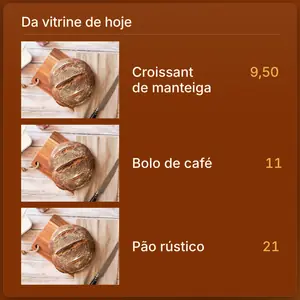 Da vitrine de hoje
Croissant
de manteiga
9,50
Bolo de café
11
Pão rústico
21